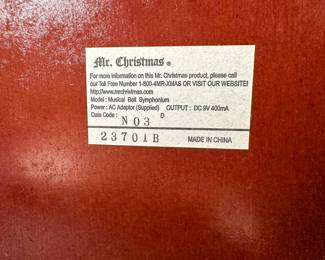 Mr. Christmas ®
For more information on this Mr. Christmas product, please call
our Toll Free Number 1-800-4MR-XMAS OR VISIT OUR WEBSITE!
http://www.mrchristmas.com
Model : Musical Bell Symphonium
Power : AC Adaptor (Supplied) OUTPUT : DC 9V 400mA
Date Code : N 03 D
23701B MADE IN CHINA